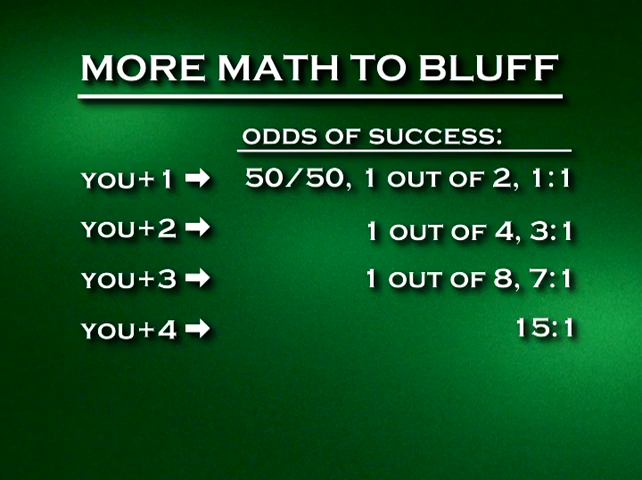 MORE MATH TO BLUFF
ODDS OF SUCCESS:
YOU+1 ➡ 50/50, 1 OUT OF 2, 1:1
YOU+2 ➡ 1 OUT OF 4, 3:1
YOU+3 ➡ 1 OUT OF 8, 7:1
YOU+4 ➡ 15:1